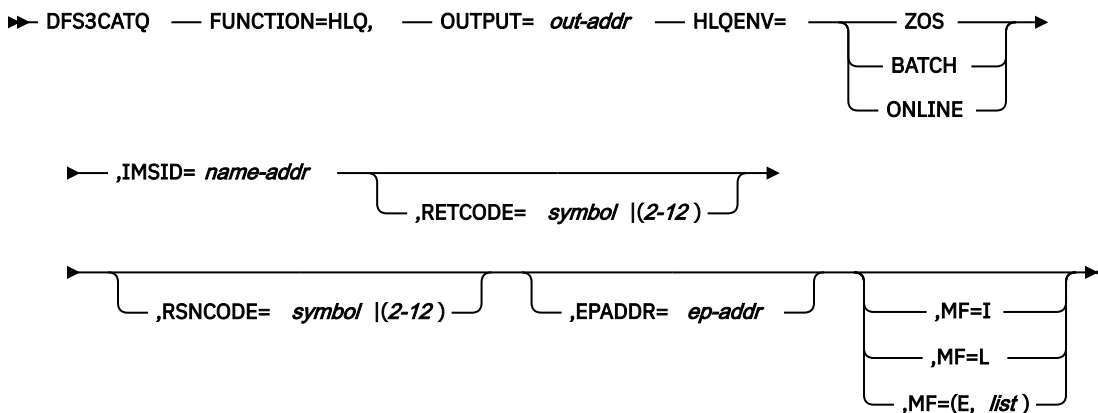 DFS3CATQ FUNCTION=HLQ, OUTPUT= out-addr HLQENV= ZOS
BATCH
ONLINE
,IMSID= name-addr
,RETCODE= symbol |(2-12 )
,RSNCODE= symbol |(2-12 ) ,EPADDR= ep-addr ,MF=I
,MF=L
,MF=(E, list )